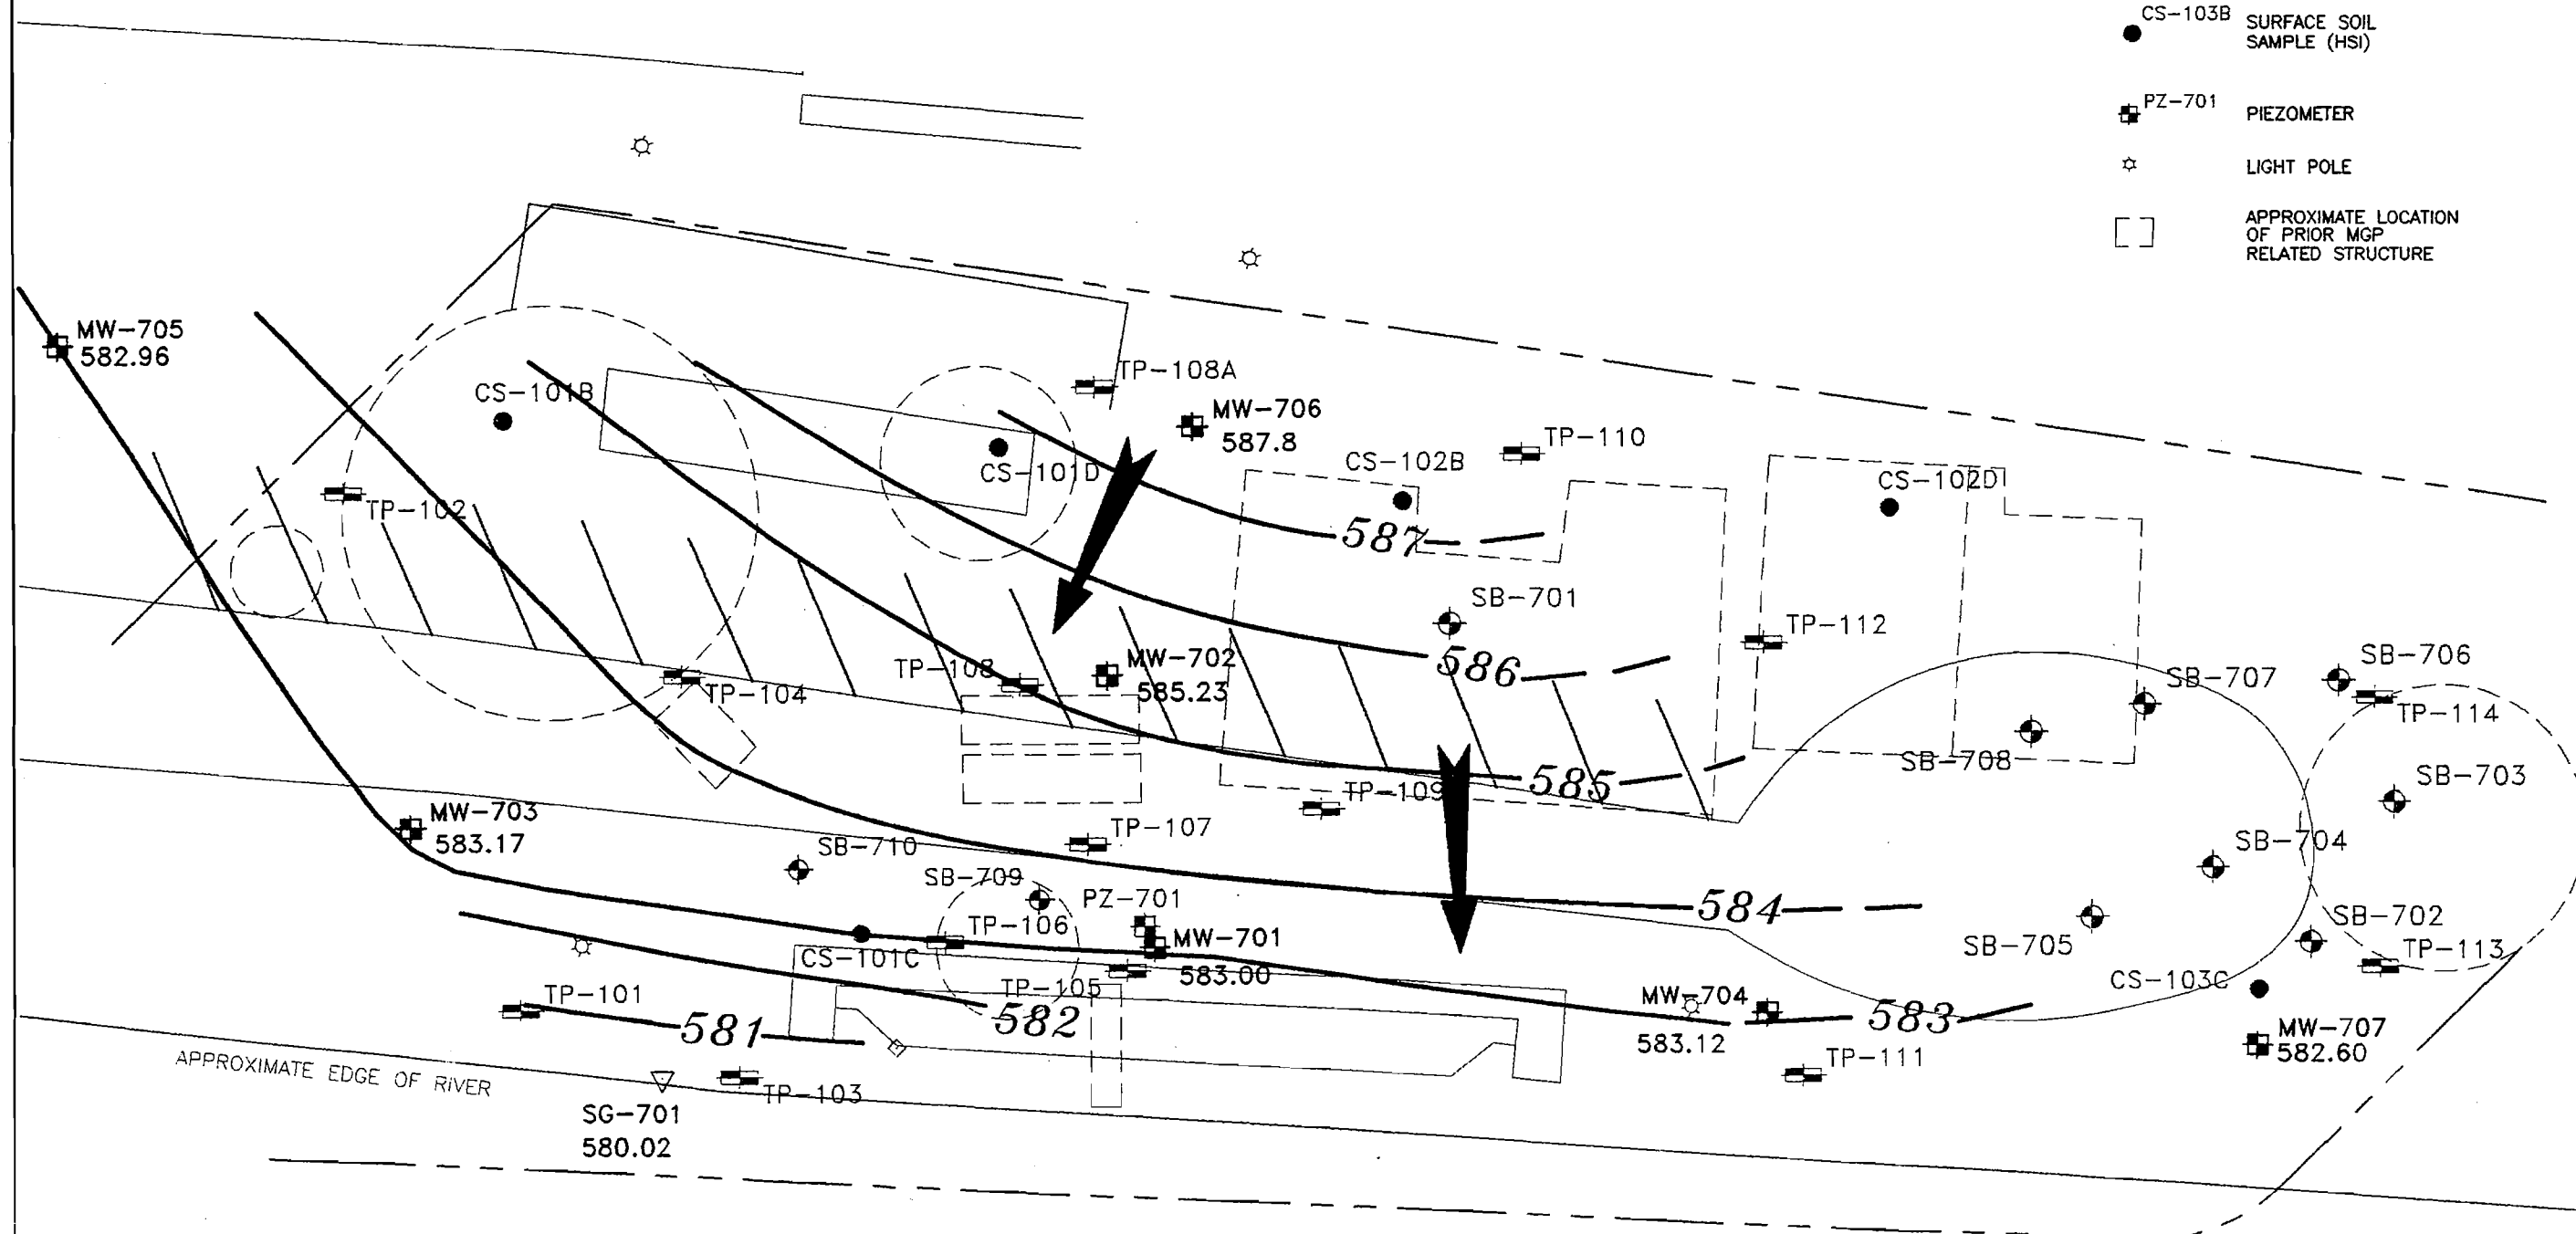 CS-103B
SURFACE SOIL
SAMPLE (HSI)
PZ-701
PIEZOMETER
LIGHT POLE
APPROXIMATE LOCATION
OF PRIOR MGP
RELATED STRUCTURE
MW-705
582.96
CS-101B
TP-108A
MW-706
587.8
CS-101D
TP-110
CS-102B
CS-102D
TP-102
587
SB-701
TP-112
MW-702
585.23
TP-108
TP-104
586
SB-706
SB-707
TP-114
SB-708
SB-703
585
TP-109
MW-703
583.17
TP-107
SB-710
SB-704
SB-709
PZ-701
584
SB-702
TP-106
MW-701
583.00
SB-705
TP-113
CS-101C
TP-105
CS-103C
TP-101
MW-704
583.12
581
582
583
MW-707
582.60
APPROXIMATE EDGE OF RIVER
TP-111
TP-103
SG-701
580.02